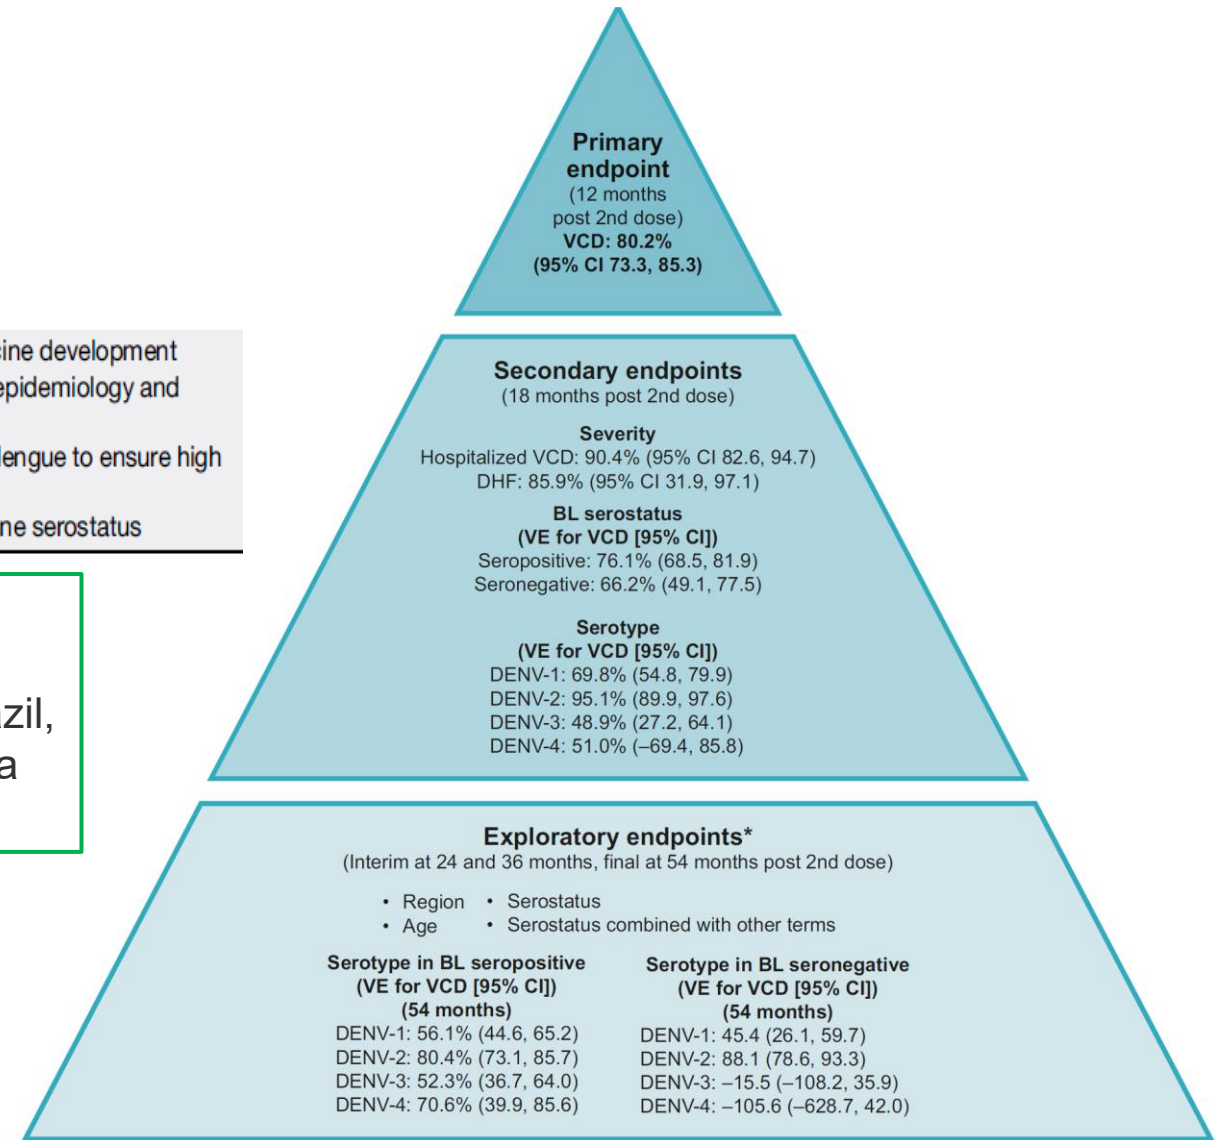 Primary
endpoint
(12 months
post 2nd dose)
VCD: 80.2%
(95% CI 73.3, 85.3)
cine development
epidemiology and
dengue to ensure high
ne serostatus
azil,
a
Secondary endpoints
(18 months post 2nd dose)
Severity
Hospitalized VCD: 90.4% (95% CI 82.6, 94.7)
DHF: 85.9% (95% CI 31.9, 97.1)
BL serostatus
(VE for VCD [95% CI])
Seropositive: 76.1% (68.5, 81.9)
Seronegative: 66.2% (49.1, 77.5)
Serotype
(VE for VCD [95% CI])
DENV-1: 69.8% (54.8, 79.9)
DENV-2: 95.1% (89.9, 97.6)
DENV-3: 48.9% (27.2, 64.1)
DENV-4: 51.0% (–69.4, 85.8)
Exploratory endpoints*
(Interim at 24 and 36 months, final at 54 months post 2nd dose)
• Region • Serostatus
• Age • Serostatus combined with other terms
Serotype in BL seropositive
(VE for VCD [95% CI])
(54 months)
DENV-1: 56.1% (44.6, 65.2)
DENV-2: 80.4% (73.1, 85.7)
DENV-3: 52.3% (36.7, 64.0)
DENV-4: 70.6% (39.9, 85.6)
Serotype in BL seronegative
(VE for VCD [95% CI])
(54 months)
DENV-1: 45.4 (26.1, 59.7)
DENV-2: 88.1 (78.6, 93.3)
DENV-3: –15.5 (–108.2, 35.9)
DENV-4: –105.6 (–628.7, 42.0)